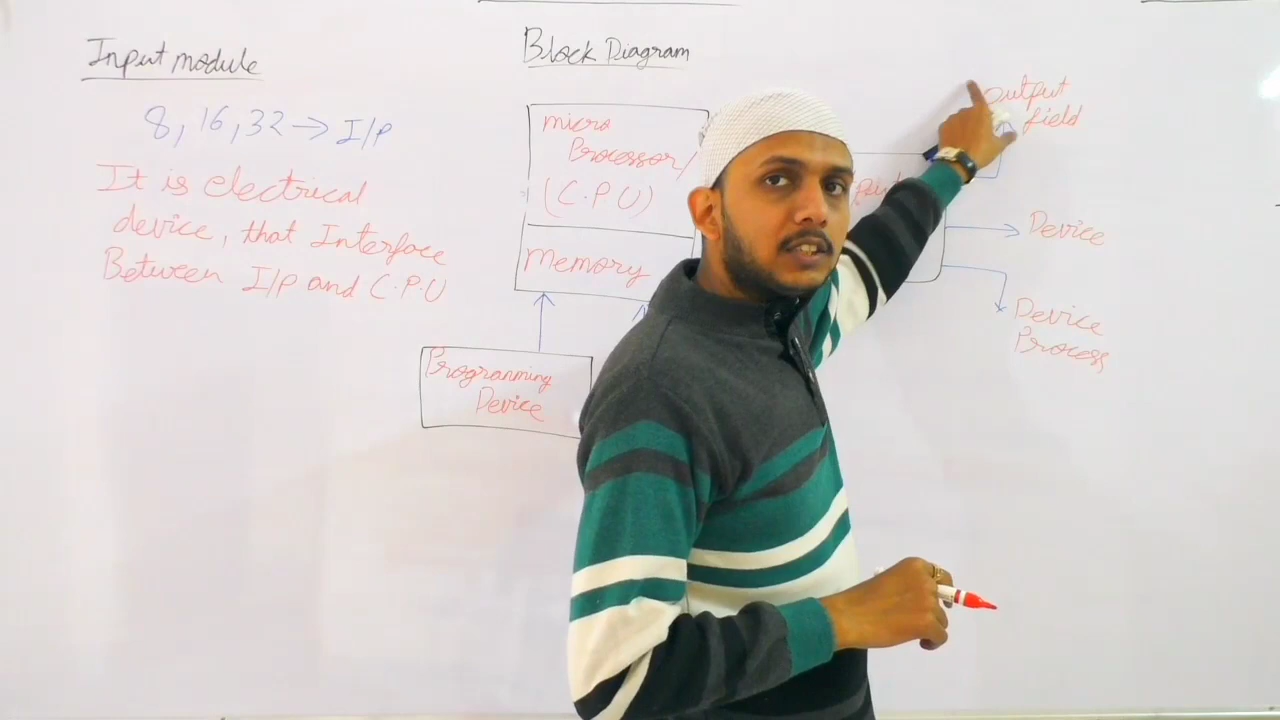 Input module
8, 16, 32 → I/P
It is electrical
device, that Interface
Between I/P and C.P.U
Block Diagram
micro
Processor/
(C.P.U)
Memory
Programming
Device
output
field
Device
Device
Process